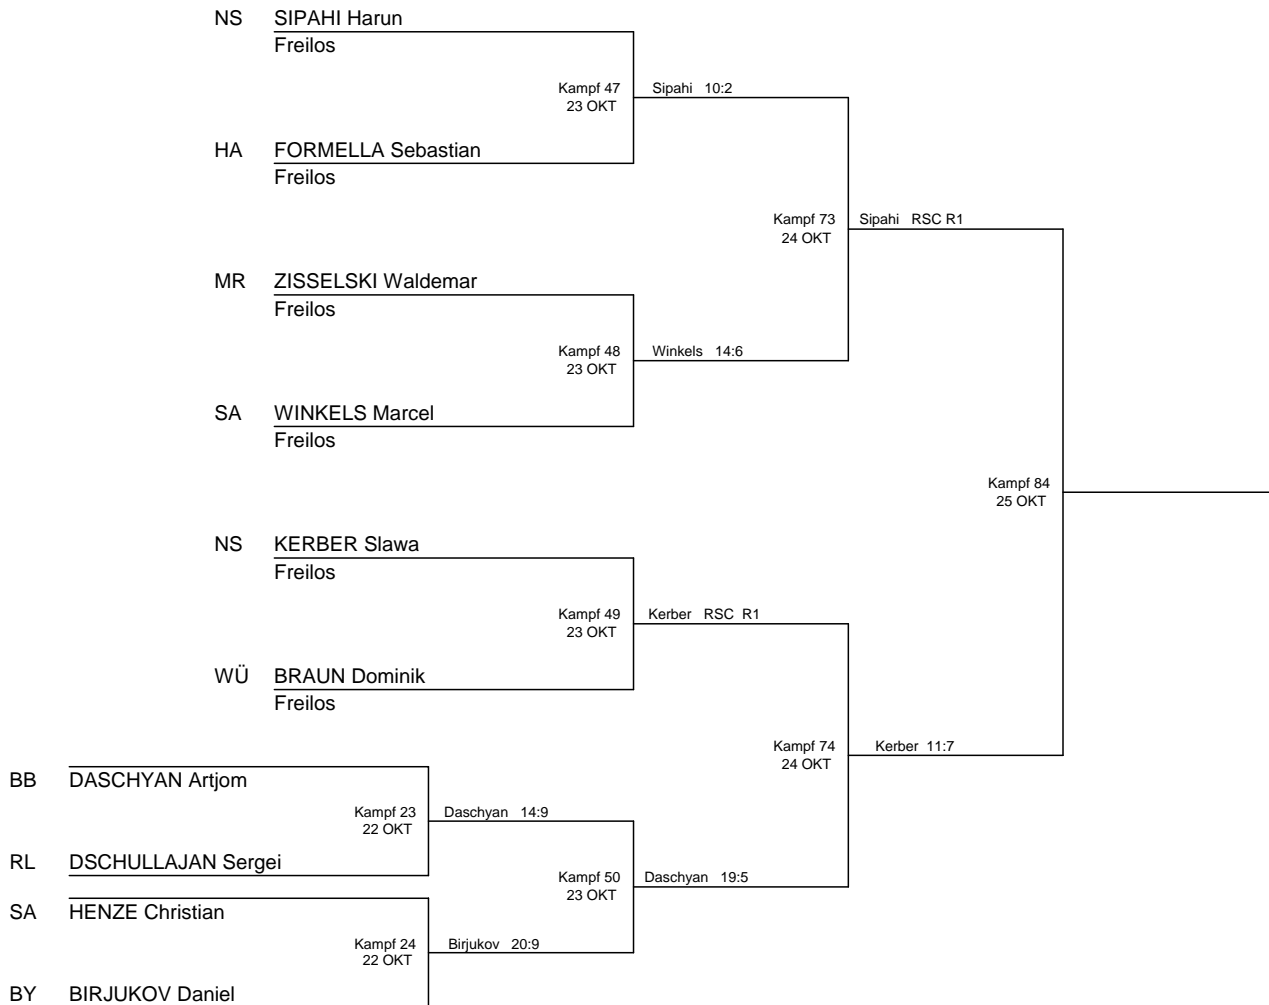 NS SIPAHI Harun
Freilos
Kampf 47
23 OKT
Sipahi 10:2
HA FORMELLA Sebastian
Freilos
Kampf 73
24 OKT
Sipahi RSC R1
MR ZISSELSKI Waldemar
Freilos
Kampf 48
23 OKT
Winkels 14:6
SA WINKELS Marcel
Freilos
Kampf 84
25 OKT
NS KERBER Slawa
Freilos
Kampf 49
23 OKT
Kerber RSC R1
WÜ BRAUN Dominik
Freilos
Kampf 74
24 OKT
Kerber 11:7
BB DASCHYAN Artjom
Kampf 23
22 OKT
Daschyan 14:9
RL DSCHULLAJAN Sergei
Kampf 50
23 OKT
Daschyan 19:5
SA HENZE Christian
Kampf 24
22 OKT
Birjukov 20:9
BY BIRJUKOV Daniel